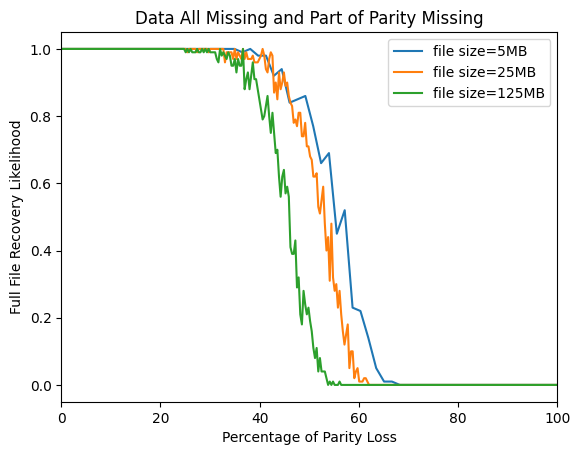 Data All Missing and Part of Parity Missing
file size=5MB
file size=25MB
file size=125MB
Full File Recovery Likelihood
1.0
0.8
0.6
0.4
0.2
0.0
0 20 40 60 80 100
Percentage of Parity Loss